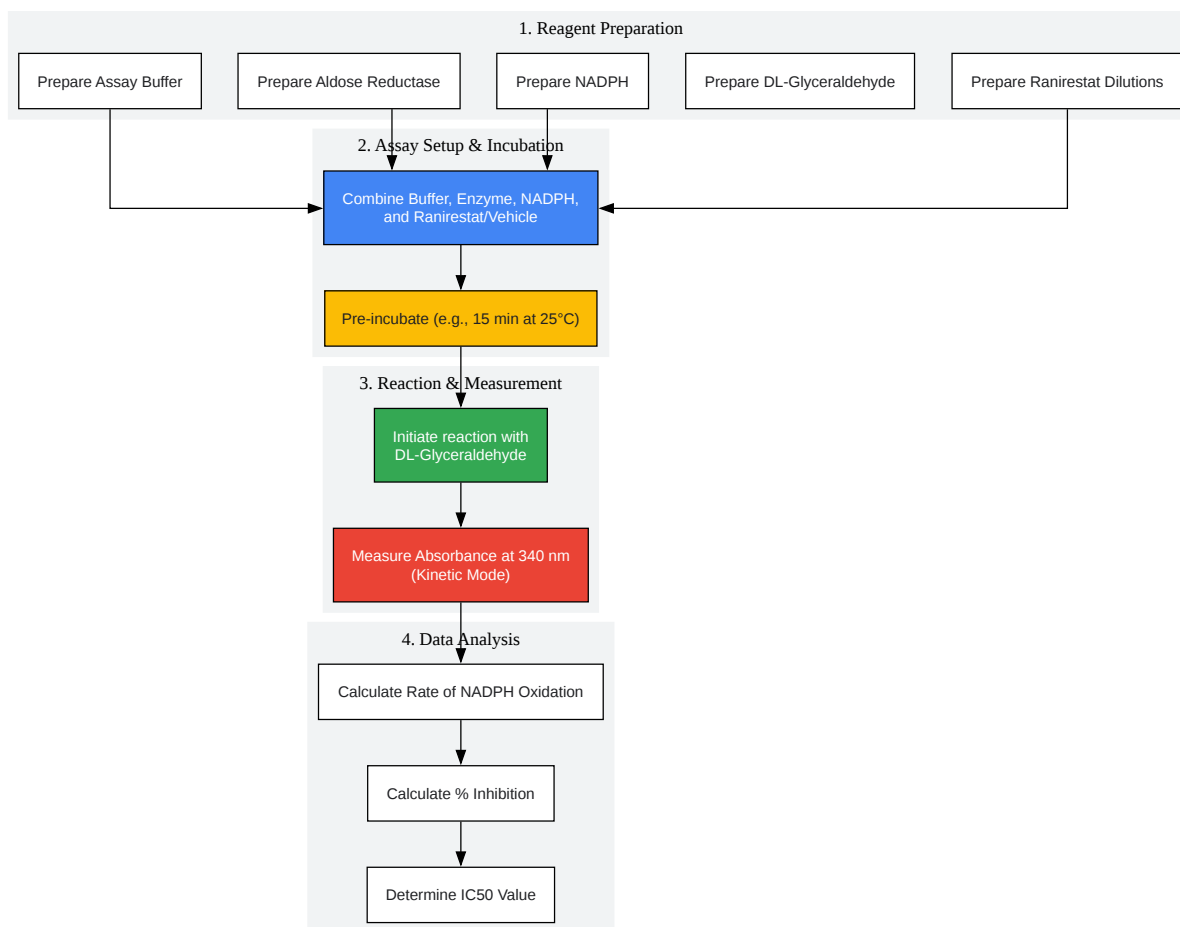 1. Reagent Preparation
Prepare Assay Buffer
Prepare Aldose Reductase
Prepare NADPH
Prepare DL-Glyceraldehyde
Prepare Ranirestat Dilutions
2. Assay Setup & Incubation
Combine Buffer, Enzyme, NADPH,
and Ranirestat/Vehicle
Pre-incubate (e.g., 15 min at 25°C)
3. Reaction & Measurement
Initiate reaction with
DL-Glyceraldehyde
Measure Absorbance at 340 nm
(Kinetic Mode)
4. Data Analysis
Calculate Rate of NADPH Oxidation
Calculate % Inhibition
Determine IC50 Value